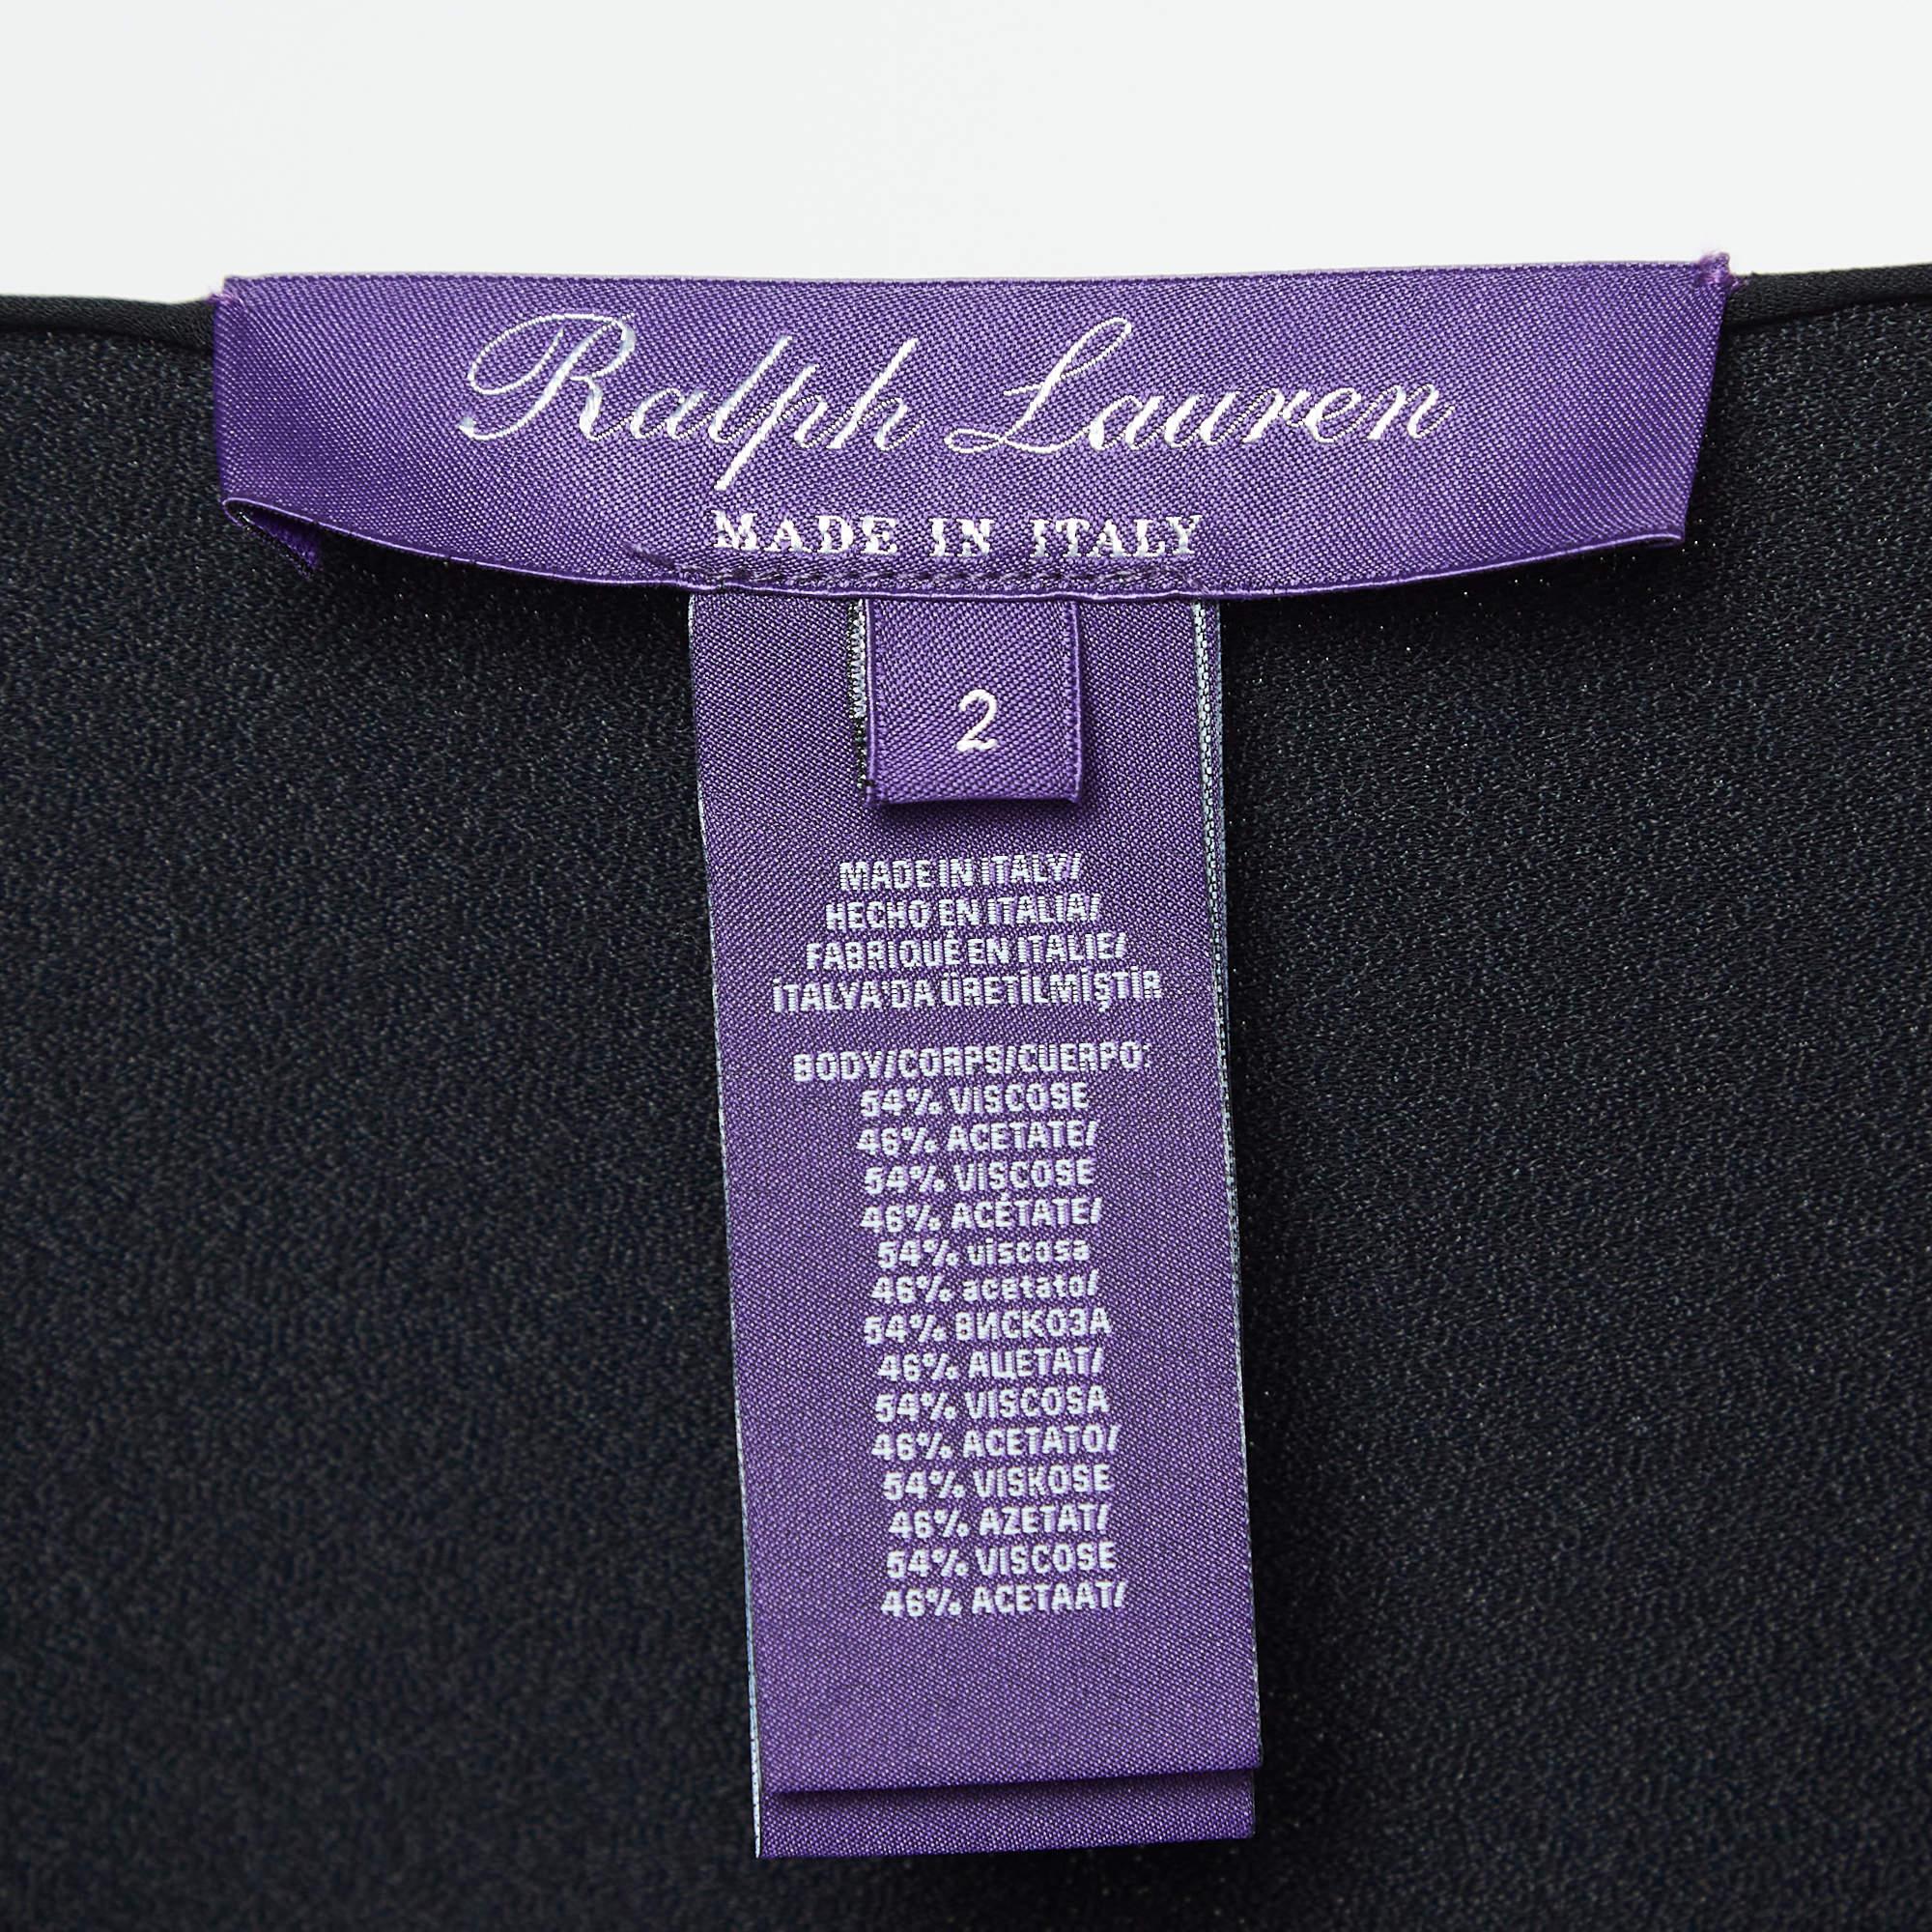 Ralph Lauren
MADE IN ITALY
2
MADE IN ITALY/
HECHO EN ITALIA/
FABRIQUÉ EN ITALIE/
İTALYA'DA ÜRETİLMİŞTİR
BODY/CORPS/CUERPO:
54% VISCOSE
46% ACETATE/
54% VISCOSE
46% ACÉTATE/
54% viscosa
46% acetato/
54% ВИСКОЗА
46% АЦЕТАТ/
54% VISCOSA
46% ACETATO/
54% VISKOSE
46% AZETAT/
54% VISCOSE
46% ACETAAT/